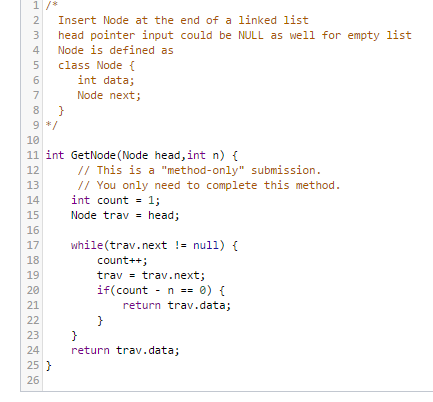 1 /*
2   Insert Node at the end of a linked list
3   head pointer input could be NULL as well for empty list
4   Node is defined as
5   class Node {
6      int data;
7      Node next;
8   }
9 */
10
11 int GetNode(Node head,int n) {
12      // This is a "method-only" submission.
13      // You only need to complete this method.
14     int count = 1;
15     Node trav = head;
16
17     while(trav.next != null) {
18         count++;
19         trav = trav.next;
20         if(count - n == 0) {
21             return trav.data;
22         }
23     }
24     return trav.data;
25 }
26